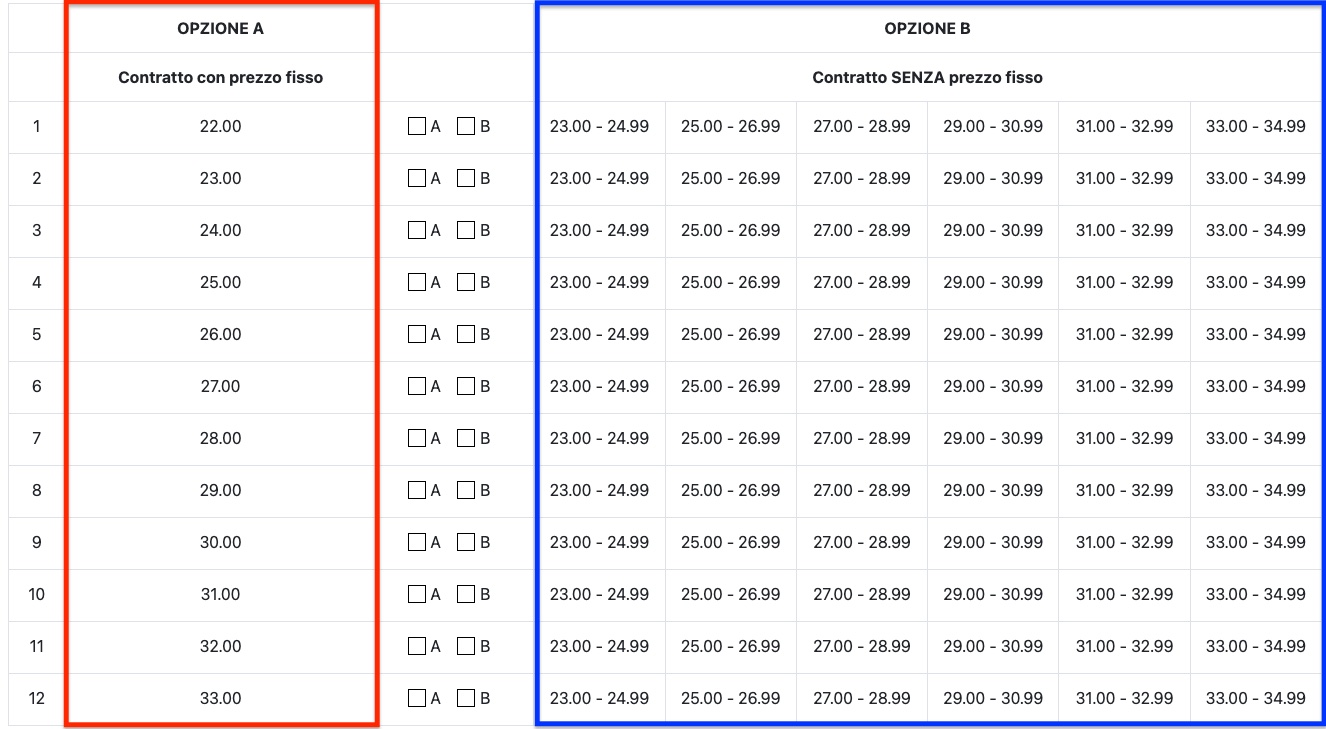 OPZIONE A OPZIONE B
Contratto con prezzo fisso Contratto SENZA prezzo fisso
1 22.00 A B 23.00 - 24.99 25.00 - 26.99 27.00 - 28.99 29.00 - 30.99 31.00 - 32.99 33.00 - 34.99
2 23.00 A B 23.00 - 24.99 25.00 - 26.99 27.00 - 28.99 29.00 - 30.99 31.00 - 32.99 33.00 - 34.99
3 24.00 A B 23.00 - 24.99 25.00 - 26.99 27.00 - 28.99 29.00 - 30.99 31.00 - 32.99 33.00 - 34.99
4 25.00 A B 23.00 - 24.99 25.00 - 26.99 27.00 - 28.99 29.00 - 30.99 31.00 - 32.99 33.00 - 34.99
5 26.00 A B 23.00 - 24.99 25.00 - 26.99 27.00 - 28.99 29.00 - 30.99 31.00 - 32.99 33.00 - 34.99
6 27.00 A B 23.00 - 24.99 25.00 - 26.99 27.00 - 28.99 29.00 - 30.99 31.00 - 32.99 33.00 - 34.99
7 28.00 A B 23.00 - 24.99 25.00 - 26.99 27.00 - 28.99 29.00 - 30.99 31.00 - 32.99 33.00 - 34.99
8 29.00 A B 23.00 - 24.99 25.00 - 26.99 27.00 - 28.99 29.00 - 30.99 31.00 - 32.99 33.00 - 34.99
9 30.00 A B 23.00 - 24.99 25.00 - 26.99 27.00 - 28.99 29.00 - 30.99 31.00 - 32.99 33.00 - 34.99
10 31.00 A B 23.00 - 24.99 25.00 - 26.99 27.00 - 28.99 29.00 - 30.99 31.00 - 32.99 33.00 - 34.99
11 32.00 A B 23.00 - 24.99 25.00 - 26.99 27.00 - 28.99 29.00 - 30.99 31.00 - 32.99 33.00 - 34.99
12 33.00 A B 23.00 - 24.99 25.00 - 26.99 27.00 - 28.99 29.00 - 30.99 31.00 - 32.99 33.00 - 34.99